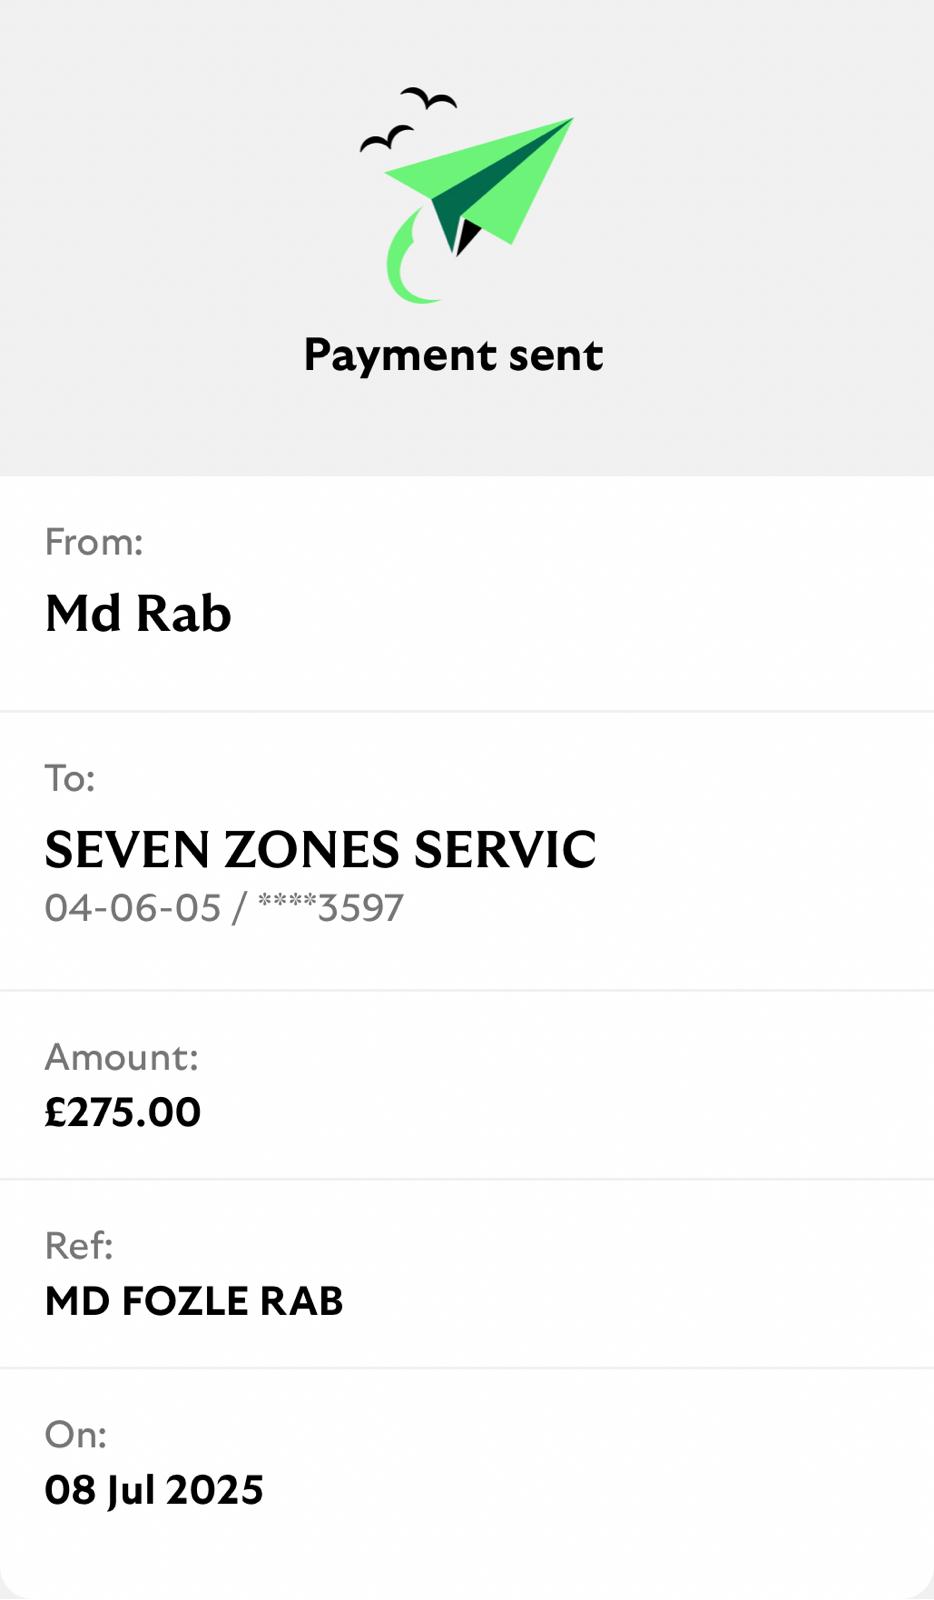 Payment sent
From:
Md Rab
To:
SEVEN ZONES SERVIC
04-06-05 / ****3597
Amount:
£275.00
Ref:
MD FOZLE RAB
On:
08 Jul 2025